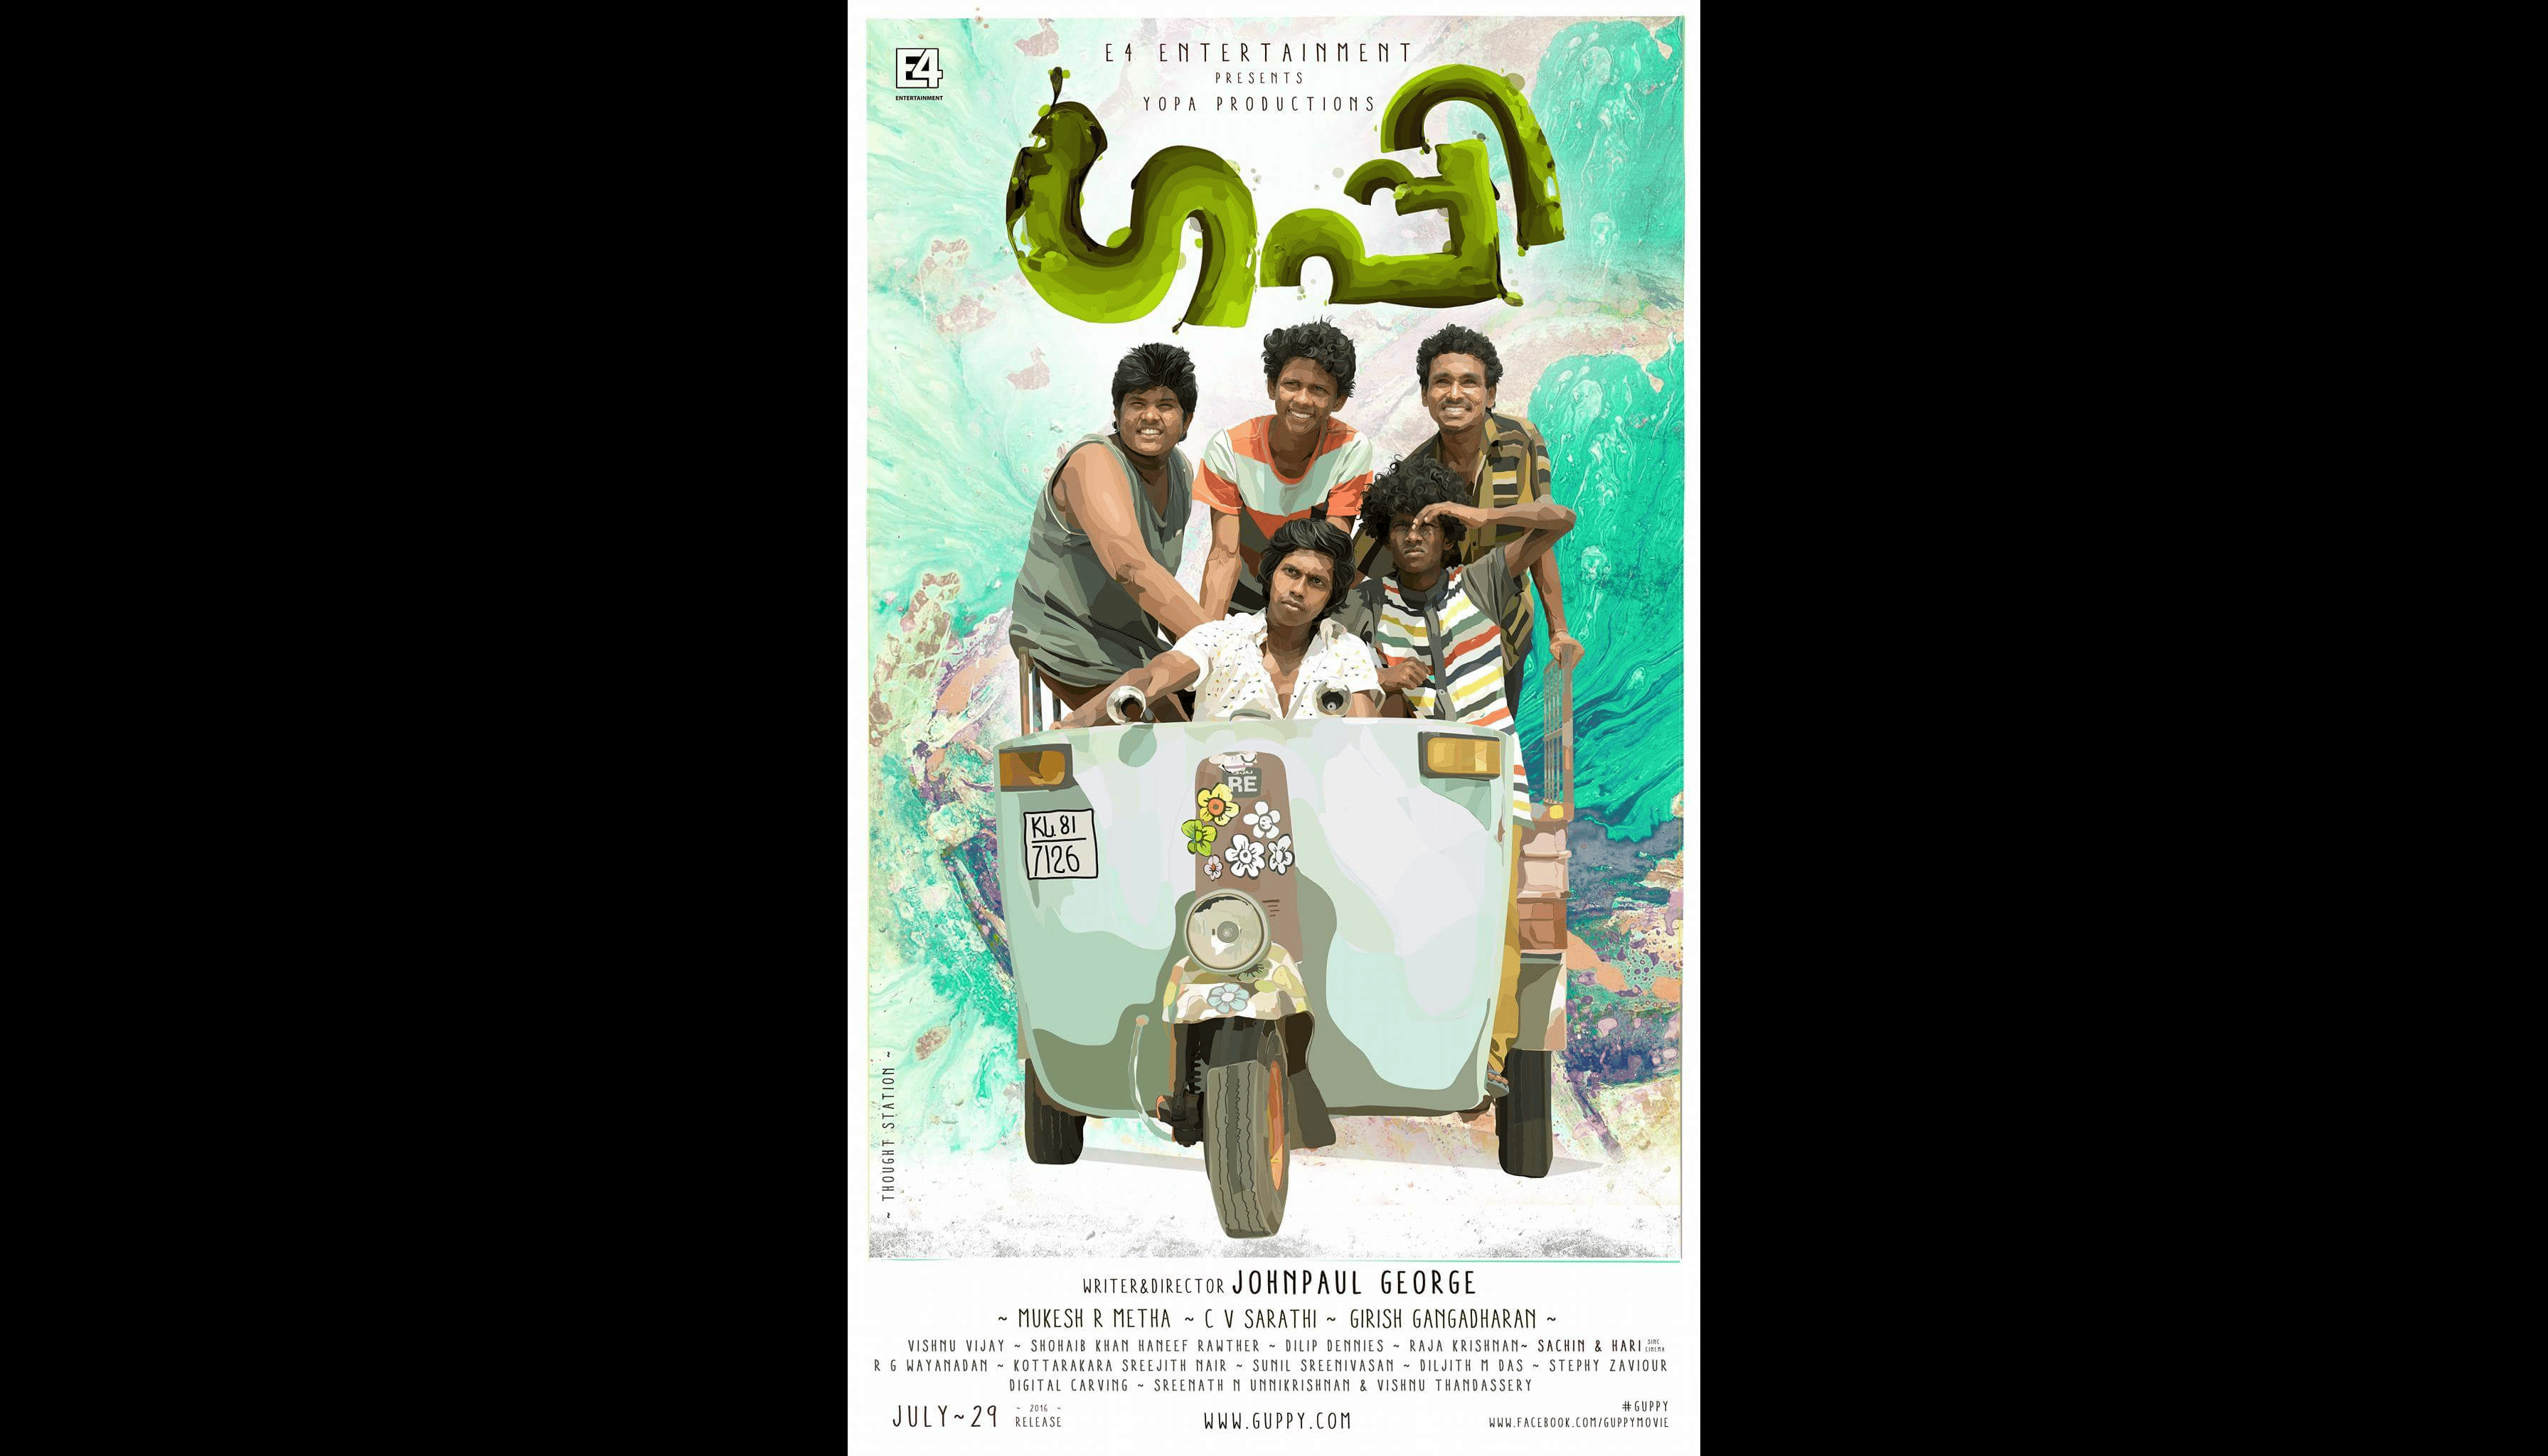 E4
ENTERTAINMENT
E4 ENTERTAINMENT
PRESENTS
YOPA PRODUCTIONS
ഗപ്പി
RE
KL 81
7126
~ THOUGHT STATION ~
WRITER&DIRECTOR JOHNPAUL GEORGE
~ MUKESH R METHA ~ C V SARATHI ~ GIRISH GANGADHARAN ~
VISHNU VIJAY ~ SHOHAIB KHAN HANEEF RAWTHER ~ DILIP DENNIES ~ RAJA KRISHNAN~ SACHIN & HARI SINC CINEMA
R G WAYANADAN ~ KOTTARAKARA SREEJITH NAIR ~ SUNIL SREENIVASAN ~ DILJITH M DAS ~ STEPHY ZAVIOUR
DIGITAL CARVING ~ SREENATH N UNNIKRISHNAN & VISHNU THANDASSERY
JULY~29 ~ 2016 ~ RELEASE
WWW.GUPPY.COM
#GUPPY
WWW.FACEBOOK.COM/GUPPYMOVIE